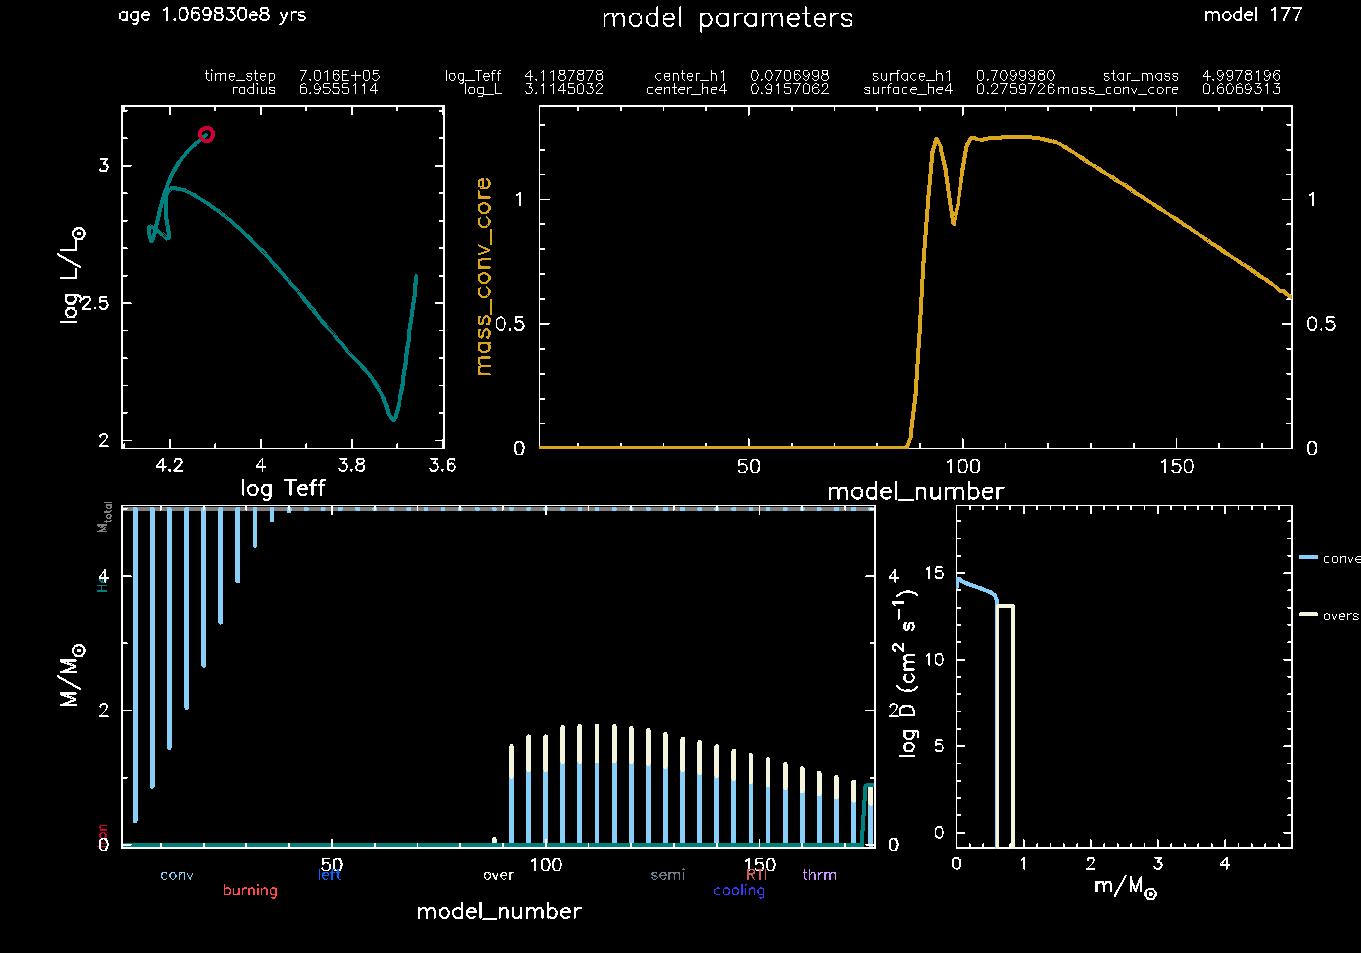 age 1.069830e8 yrs
model parameters
model 177
time_step 7.016E+05 log_Teff 4.1187878 center_h1 0.0706998 surface_h1 0.7099980 star_mass 4.9978196
radius 6.9555114 log_L 3.1145032 center_he4 0.9157062 surface_he4 0.2759726 mass_conv_core 0.6069313
log L/L⊙
3
2.5
2
4.2 4 3.8 3.6
log Teff
mass_conv_core
1
0.5
0
1
0.5
0
50 100 150
model_number
M/M⊙
Mtotal
He
4
2
0
4
2
0
50 100 150
conv left over semi RTI thrm
burning cooling
model_number
log D (cm² s⁻¹)
15
10
5
0
0 1 2 3 4
m/M⊙
conve
overs